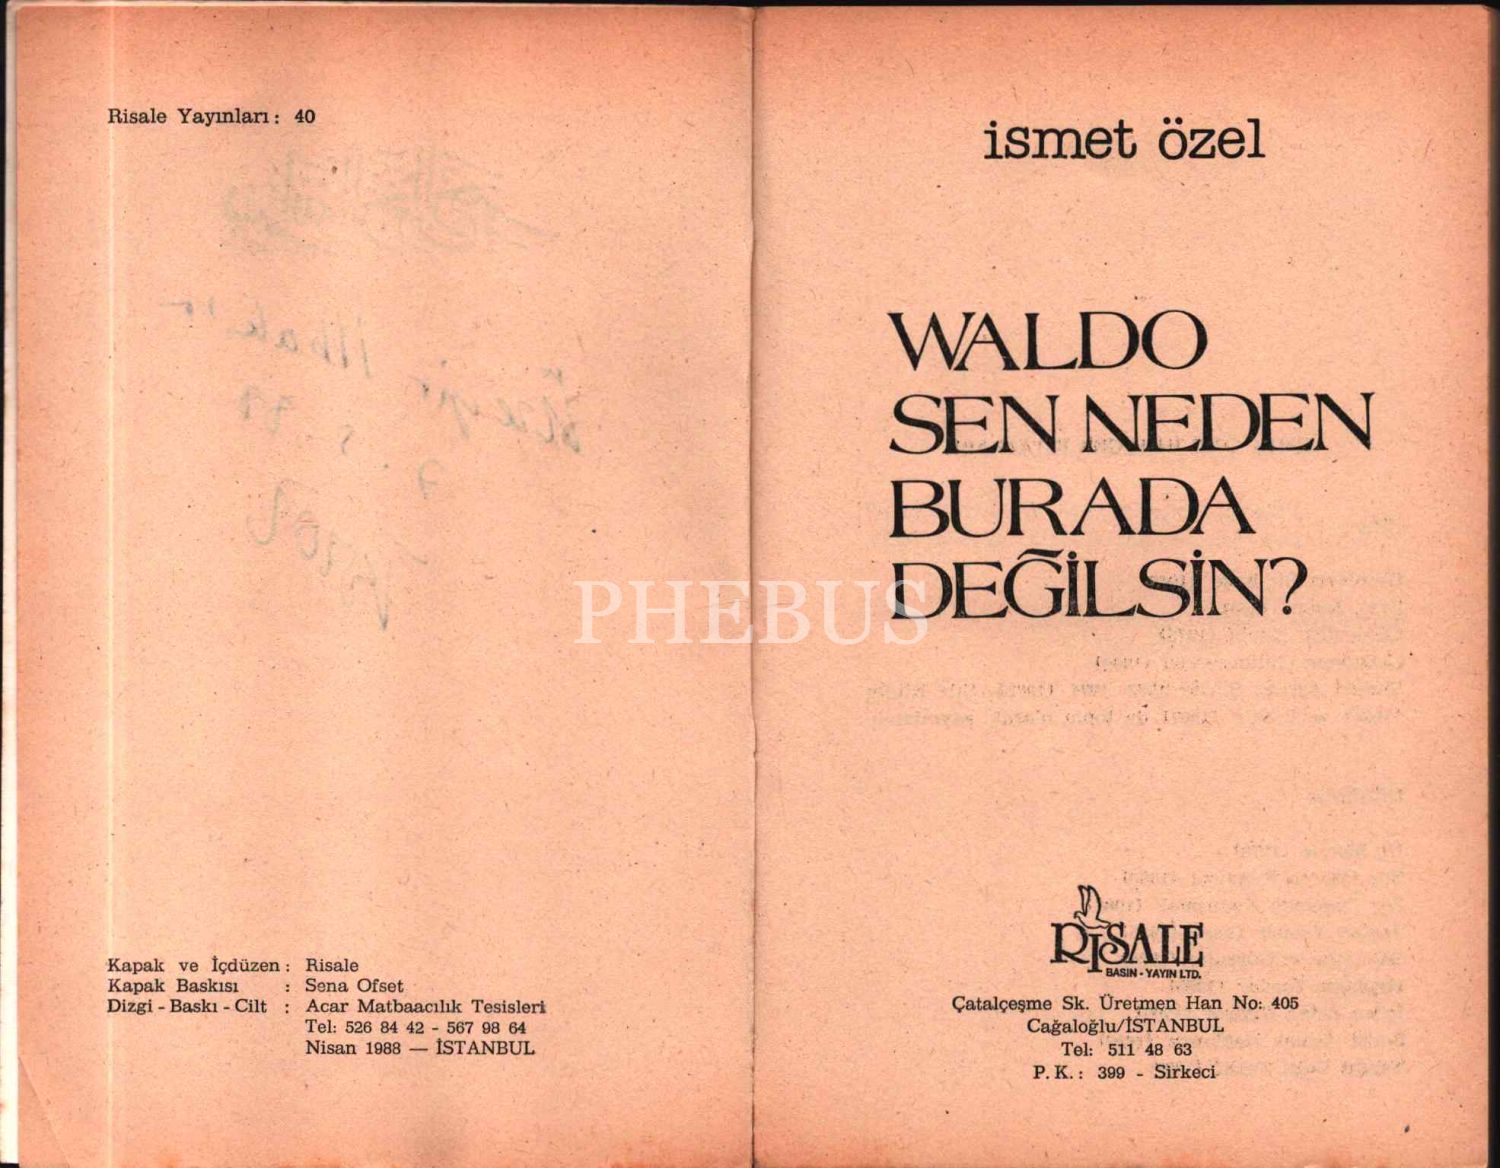 Risale Yayınları: 40
Kapak ve İçdüzen : Risale
Kapak Baskısı : Sena Ofset
Dizgi - Baskı - Cilt : Acar Matbaacılık Tesisleri
Tel: 526 84 42 - 567 98 64
Nisan 1988 — İSTANBUL
ismet özel
WALDO
SEN NEDEN
BURADA
DEĞİLSİN?
PHEBUS
RİSALE
BASIN - YAYIN LTD.
Çatalçeşme Sk. Üretmen Han No: 405
Cağaloğlu/İSTANBUL
Tel: 511 48 63
P. K. : 399 - Sirkeci